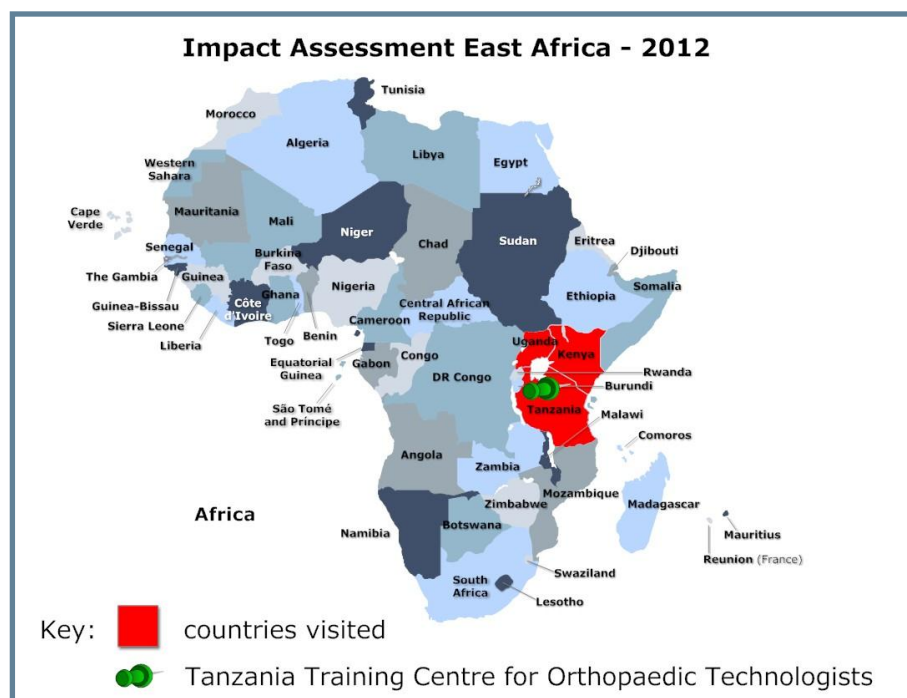 Impact Assessment East Africa - 2012
Tunisia
Morocco
Algeria
Libya
Egypt
Western
Sahara
Mauritania
Mali
Niger
Chad
Sudan
Eritrea
Djibouti
Cape
Verde
Senegal
The Gambia
Guinea-Bissau
Guinea
Sierra Leone
Liberia
Côte
d'Ivoire
Burkina
Faso
Ghana
Togo
Benin
Nigeria
Cameroon
Central African
Republic
Ethiopia
Somalia
Equatorial
Guinea
Gabon
Congo
DR Congo
Uganda
Kenya
Rwanda
Burundi
Tanzania
Malawi
São Tomé
and Príncipe
Comoros
Angola
Zambia
Mozambique
Madagascar
Zimbabwe
Africa
Namibia
Botswana
Mauritius
Reunion (France)
Swaziland
South
Africa
Lesotho
Key:
countries visited
Tanzania Training Centre for Orthopaedic Technologists